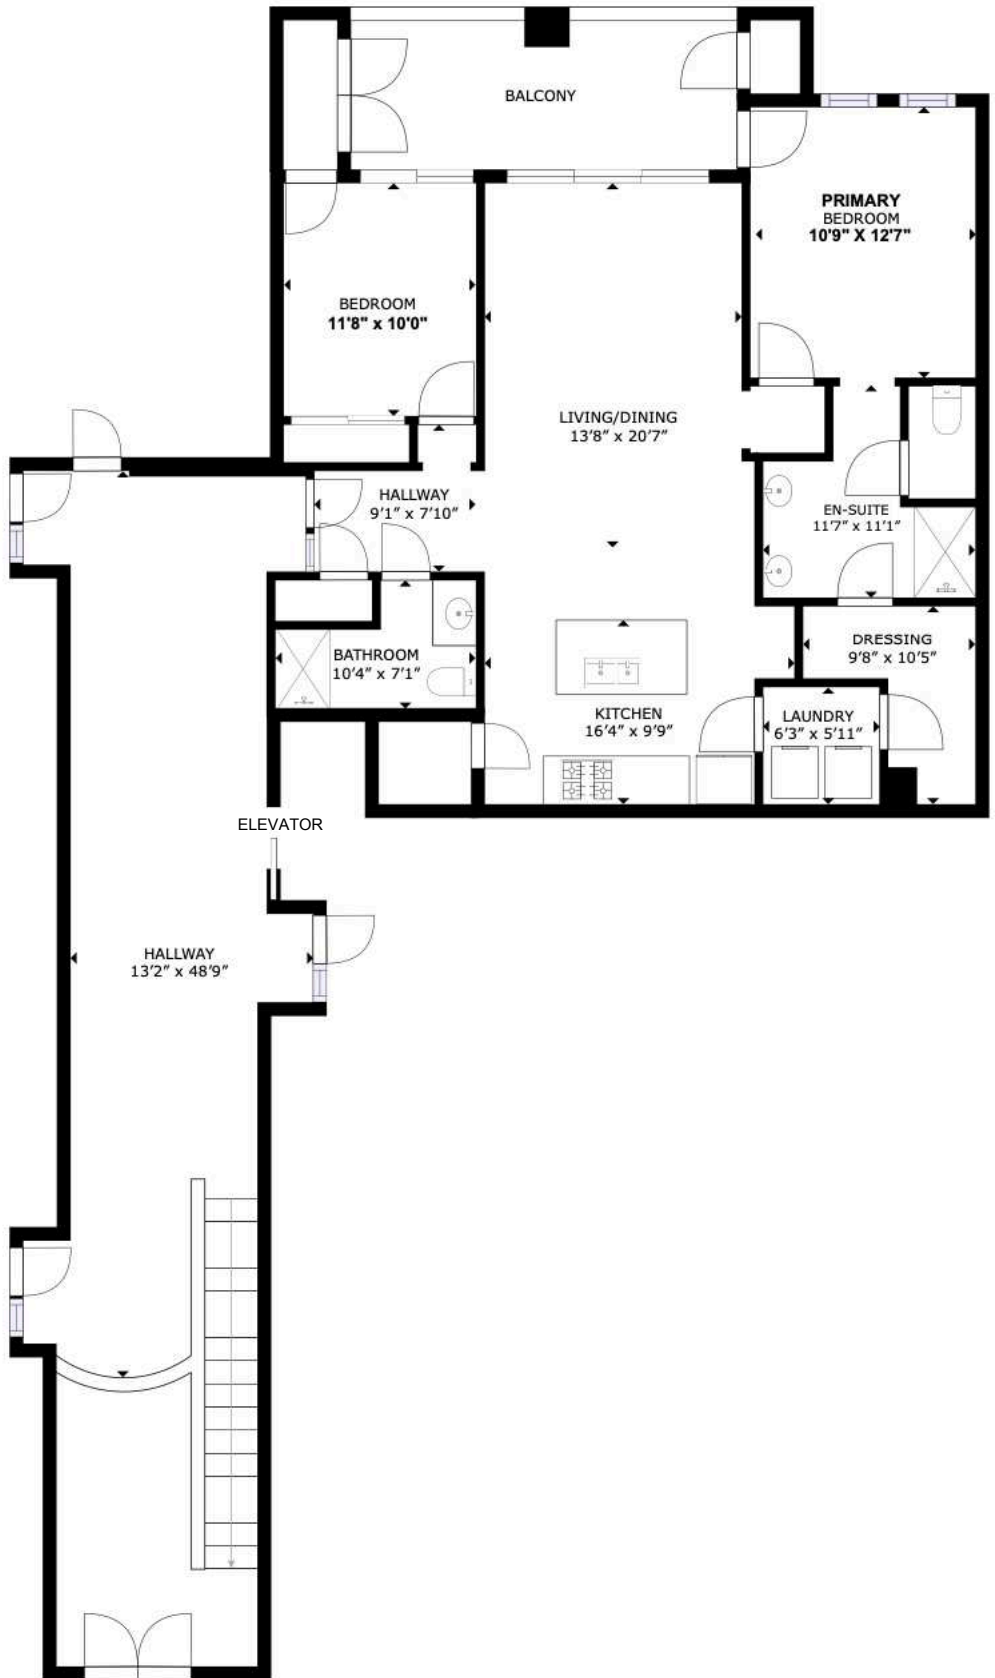 BALCONY
PRIMARY
BEDROOM
10'9" X 12'7"
BEDROOM
11'8" x 10'0"
LIVING/DINING
13'8" x 20'7"
HALLWAY
9'1" x 7'10"
EN-SUITE
11'7" x 11'1"
BATHROOM
10'4" x 7'1"
DRESSING
9'8" x 10'5"
KITCHEN
16'4" x 9'9"
LAUNDRY
6'3" x 5'11"
ELEVATOR
HALLWAY
13'2" x 48'9"